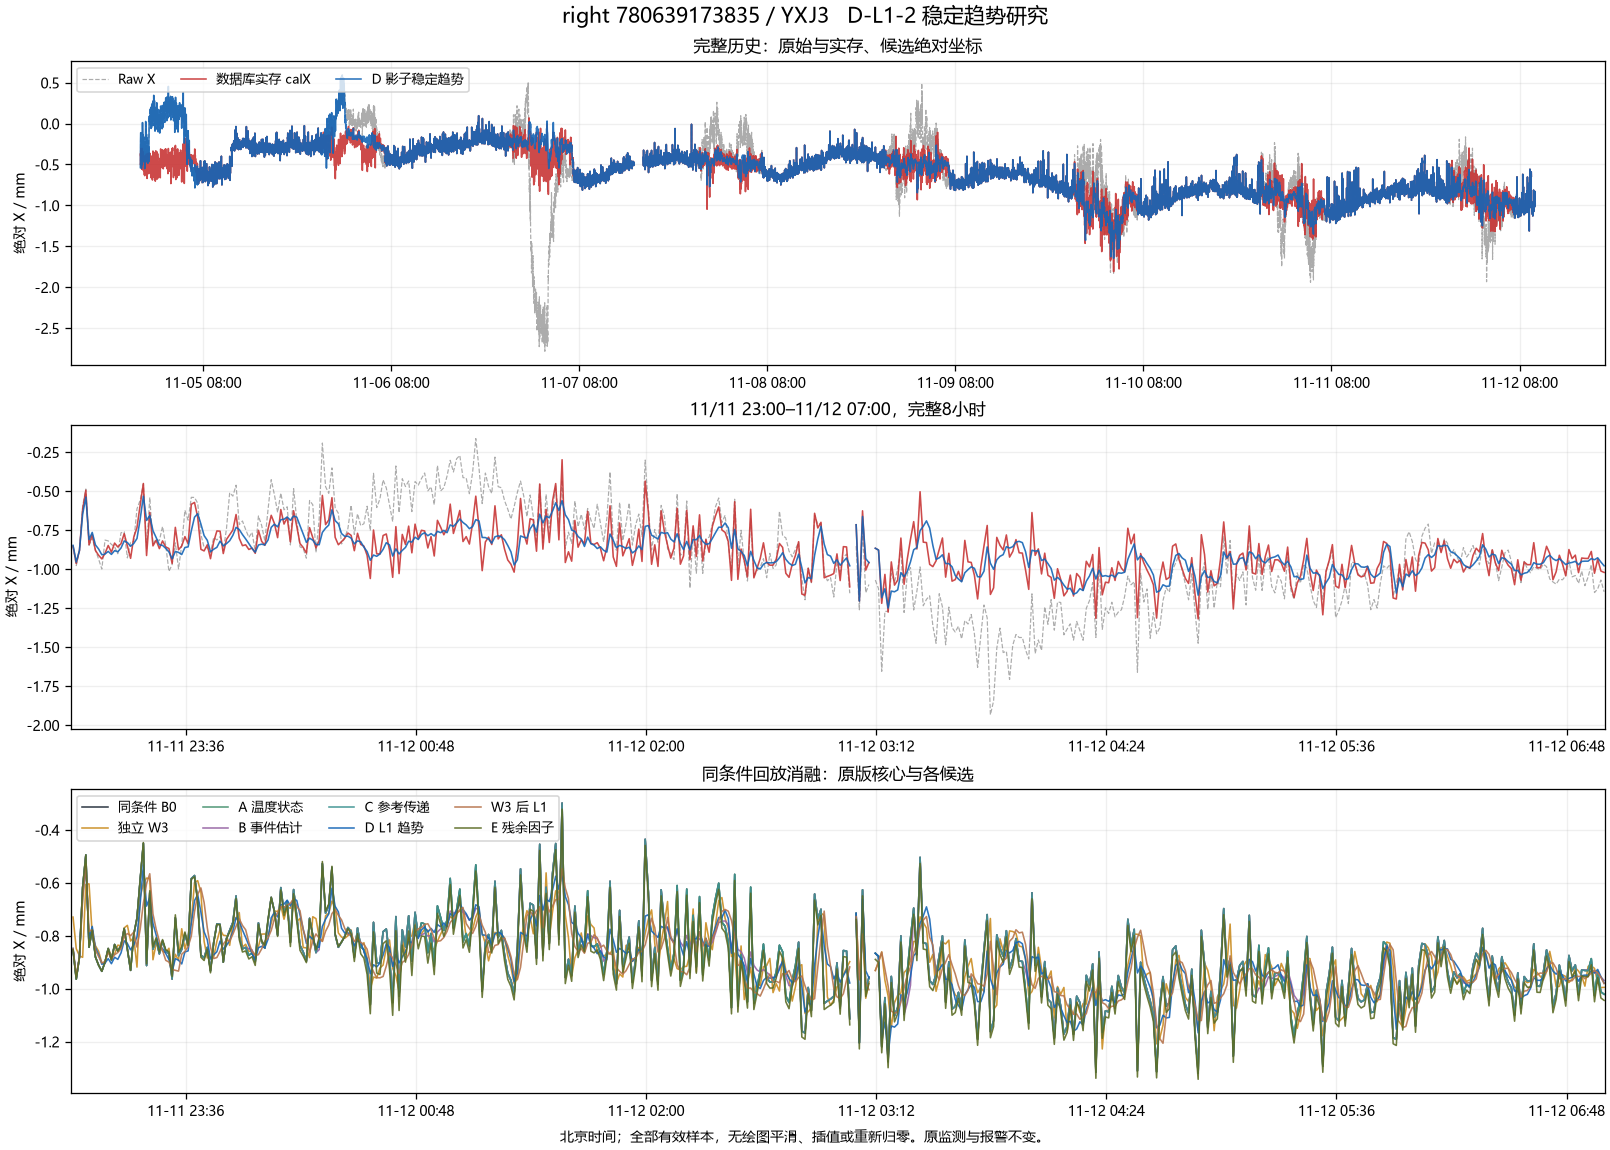 right 780639173835 / YXJ3   D-L1-2 稳定趋势研究
完整历史：原始与实存、候选绝对坐标
Raw X
数据库实存 calX
D 影子稳定趋势
绝对 X / mm
0.5
0.0
-0.5
-1.0
-1.5
-2.0
-2.5
11-05 08:00
11-06 08:00
11-07 08:00
11-08 08:00
11-09 08:00
11-10 08:00
11-11 08:00
11-12 08:00
11/11 23:00–11/12 07:00，完整8小时
绝对 X / mm
-0.25
-0.50
-0.75
-1.00
-1.25
-1.50
-1.75
-2.00
11-11 23:36
11-12 00:48
11-12 02:00
11-12 03:12
11-12 04:24
11-12 05:36
11-12 06:48
同条件回放消融：原版核心与各候选
同条件 B0
A 温度状态
C 参考传递
W3 后 L1
独立 W3
B 事件估计
D L1 趋势
E 残余因子
绝对 X / mm
-0.4
-0.6
-0.8
-1.0
-1.2
11-11 23:36
11-12 00:48
11-12 02:00
11-12 03:12
11-12 04:24
11-12 05:36
11-12 06:48
北京时间；全部有效样本，无绘图平滑、插值或重新归零。原监测与报警不变。